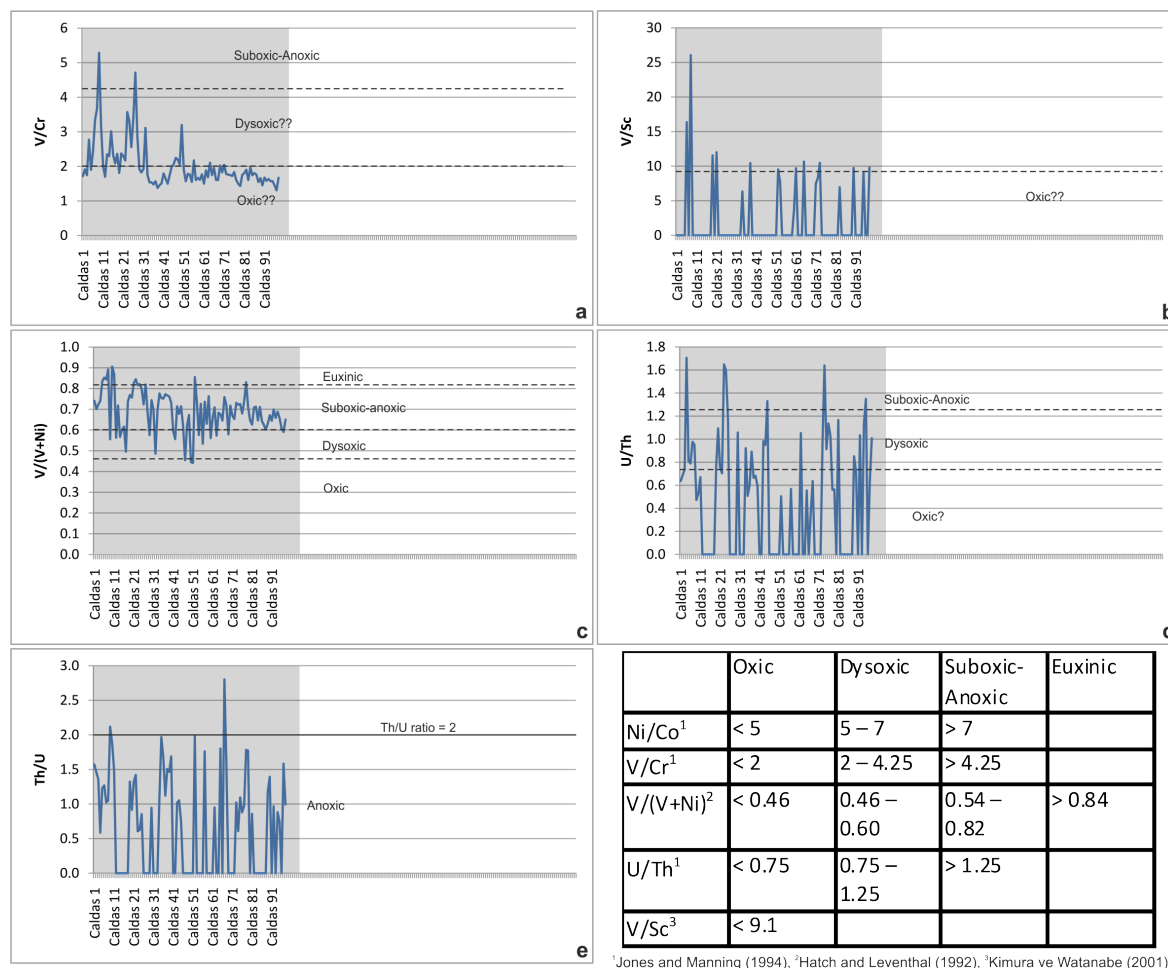 6
5
4
3
2
1
0
V/Cr
Suboxic-Anoxic
Dysoxic??
Oxic??
Caldas 1
Caldas 11
Caldas 21
Caldas 31
Caldas 41
Caldas 51
Caldas 61
Caldas 71
Caldas 81
Caldas 91
a
30
25
20
15
10
5
0
V/Sc
Oxic??
Caldas 1
Caldas 11
Caldas 21
Caldas 31
Caldas 41
Caldas 51
Caldas 61
Caldas 71
Caldas 81
Caldas 91
b
1.0
0.9
0.8
0.7
0.6
0.5
0.4
0.3
0.2
0.1
0.0
V/(V+Ni)
Euxinic
Suboxic-anoxic
Dysoxic
Oxic
Caldas 1
Caldas 11
Caldas 21
Caldas 31
Caldas 41
Caldas 51
Caldas 61
Caldas 71
Caldas 81
Caldas 91
c
1.8
1.6
1.4
1.2
1.0
0.8
0.6
0.4
0.2
0.0
U/Th
Suboxic-Anoxic
Dysoxic
Oxic?
Caldas 1
Caldas 11
Caldas 21
Caldas 31
Caldas 41
Caldas 51
Caldas 61
Caldas 71
Caldas 81
Caldas 91
3.0
2.5
2.0
1.5
1.0
0.5
0.0
Th/U
Th/U ratio = 2
Anoxic
Caldas 1
Caldas 11
Caldas 21
Caldas 31
Caldas 41
Caldas 51
Caldas 61
Caldas 71
Caldas 81
Caldas 91
e
Oxic Dysoxic Suboxic- Euxinic
Anoxic
Ni/Co¹ < 5 5 – 7 > 7
V/Cr¹ < 2 2 – 4.25 > 4.25
V/(V+Ni)² < 0.46 0.46 – 0.54 – > 0.84
0.60 0.82
U/Th¹ < 0.75 0.75 – > 1.25
1.25
V/Sc³ < 9.1
¹Jones and Manning (1994), ²Hatch and Leventhal (1992), ³Kimura ve Watanabe (2001)